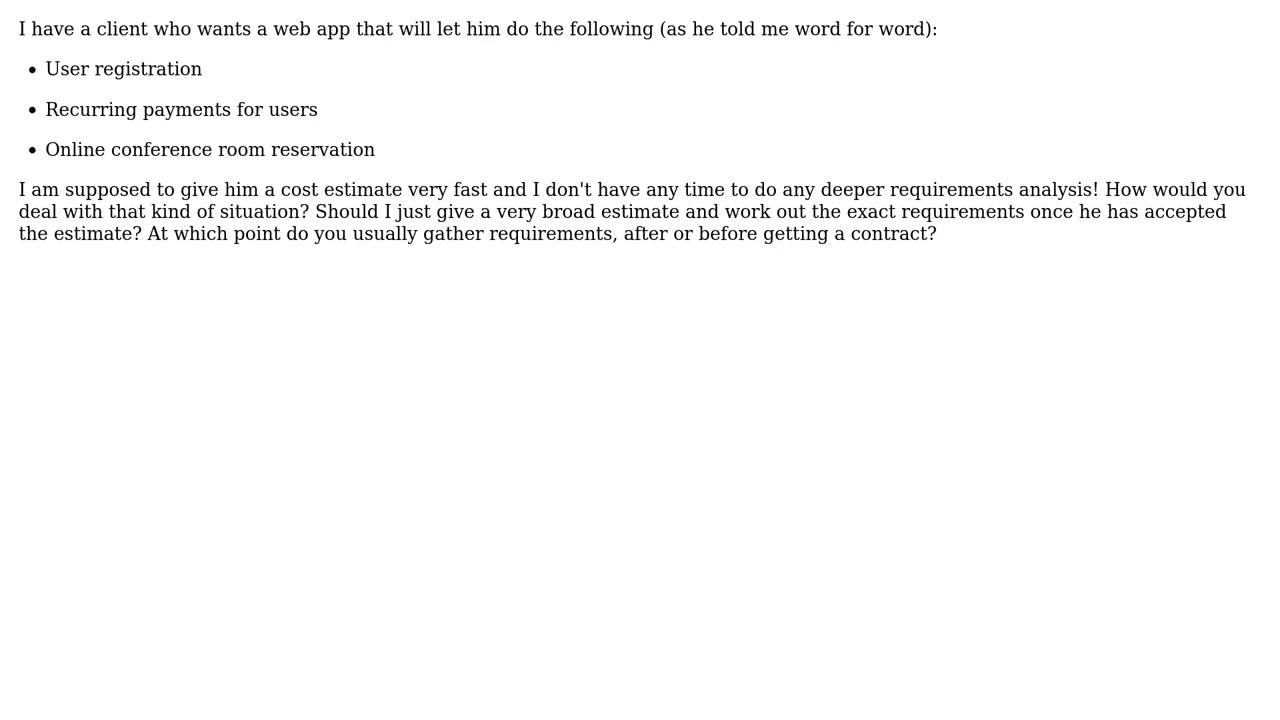 I have a client who wants a web app that will let him do the following (as he told me word for word):
• User registration
• Recurring payments for users
• Online conference room reservation
I am supposed to give him a cost estimate very fast and I don't have any time to do any deeper requirements analysis! How would you
deal with that kind of situation? Should I just give a very broad estimate and work out the exact requirements once he has accepted
the estimate? At which point do you usually gather requirements, after or before getting a contract?